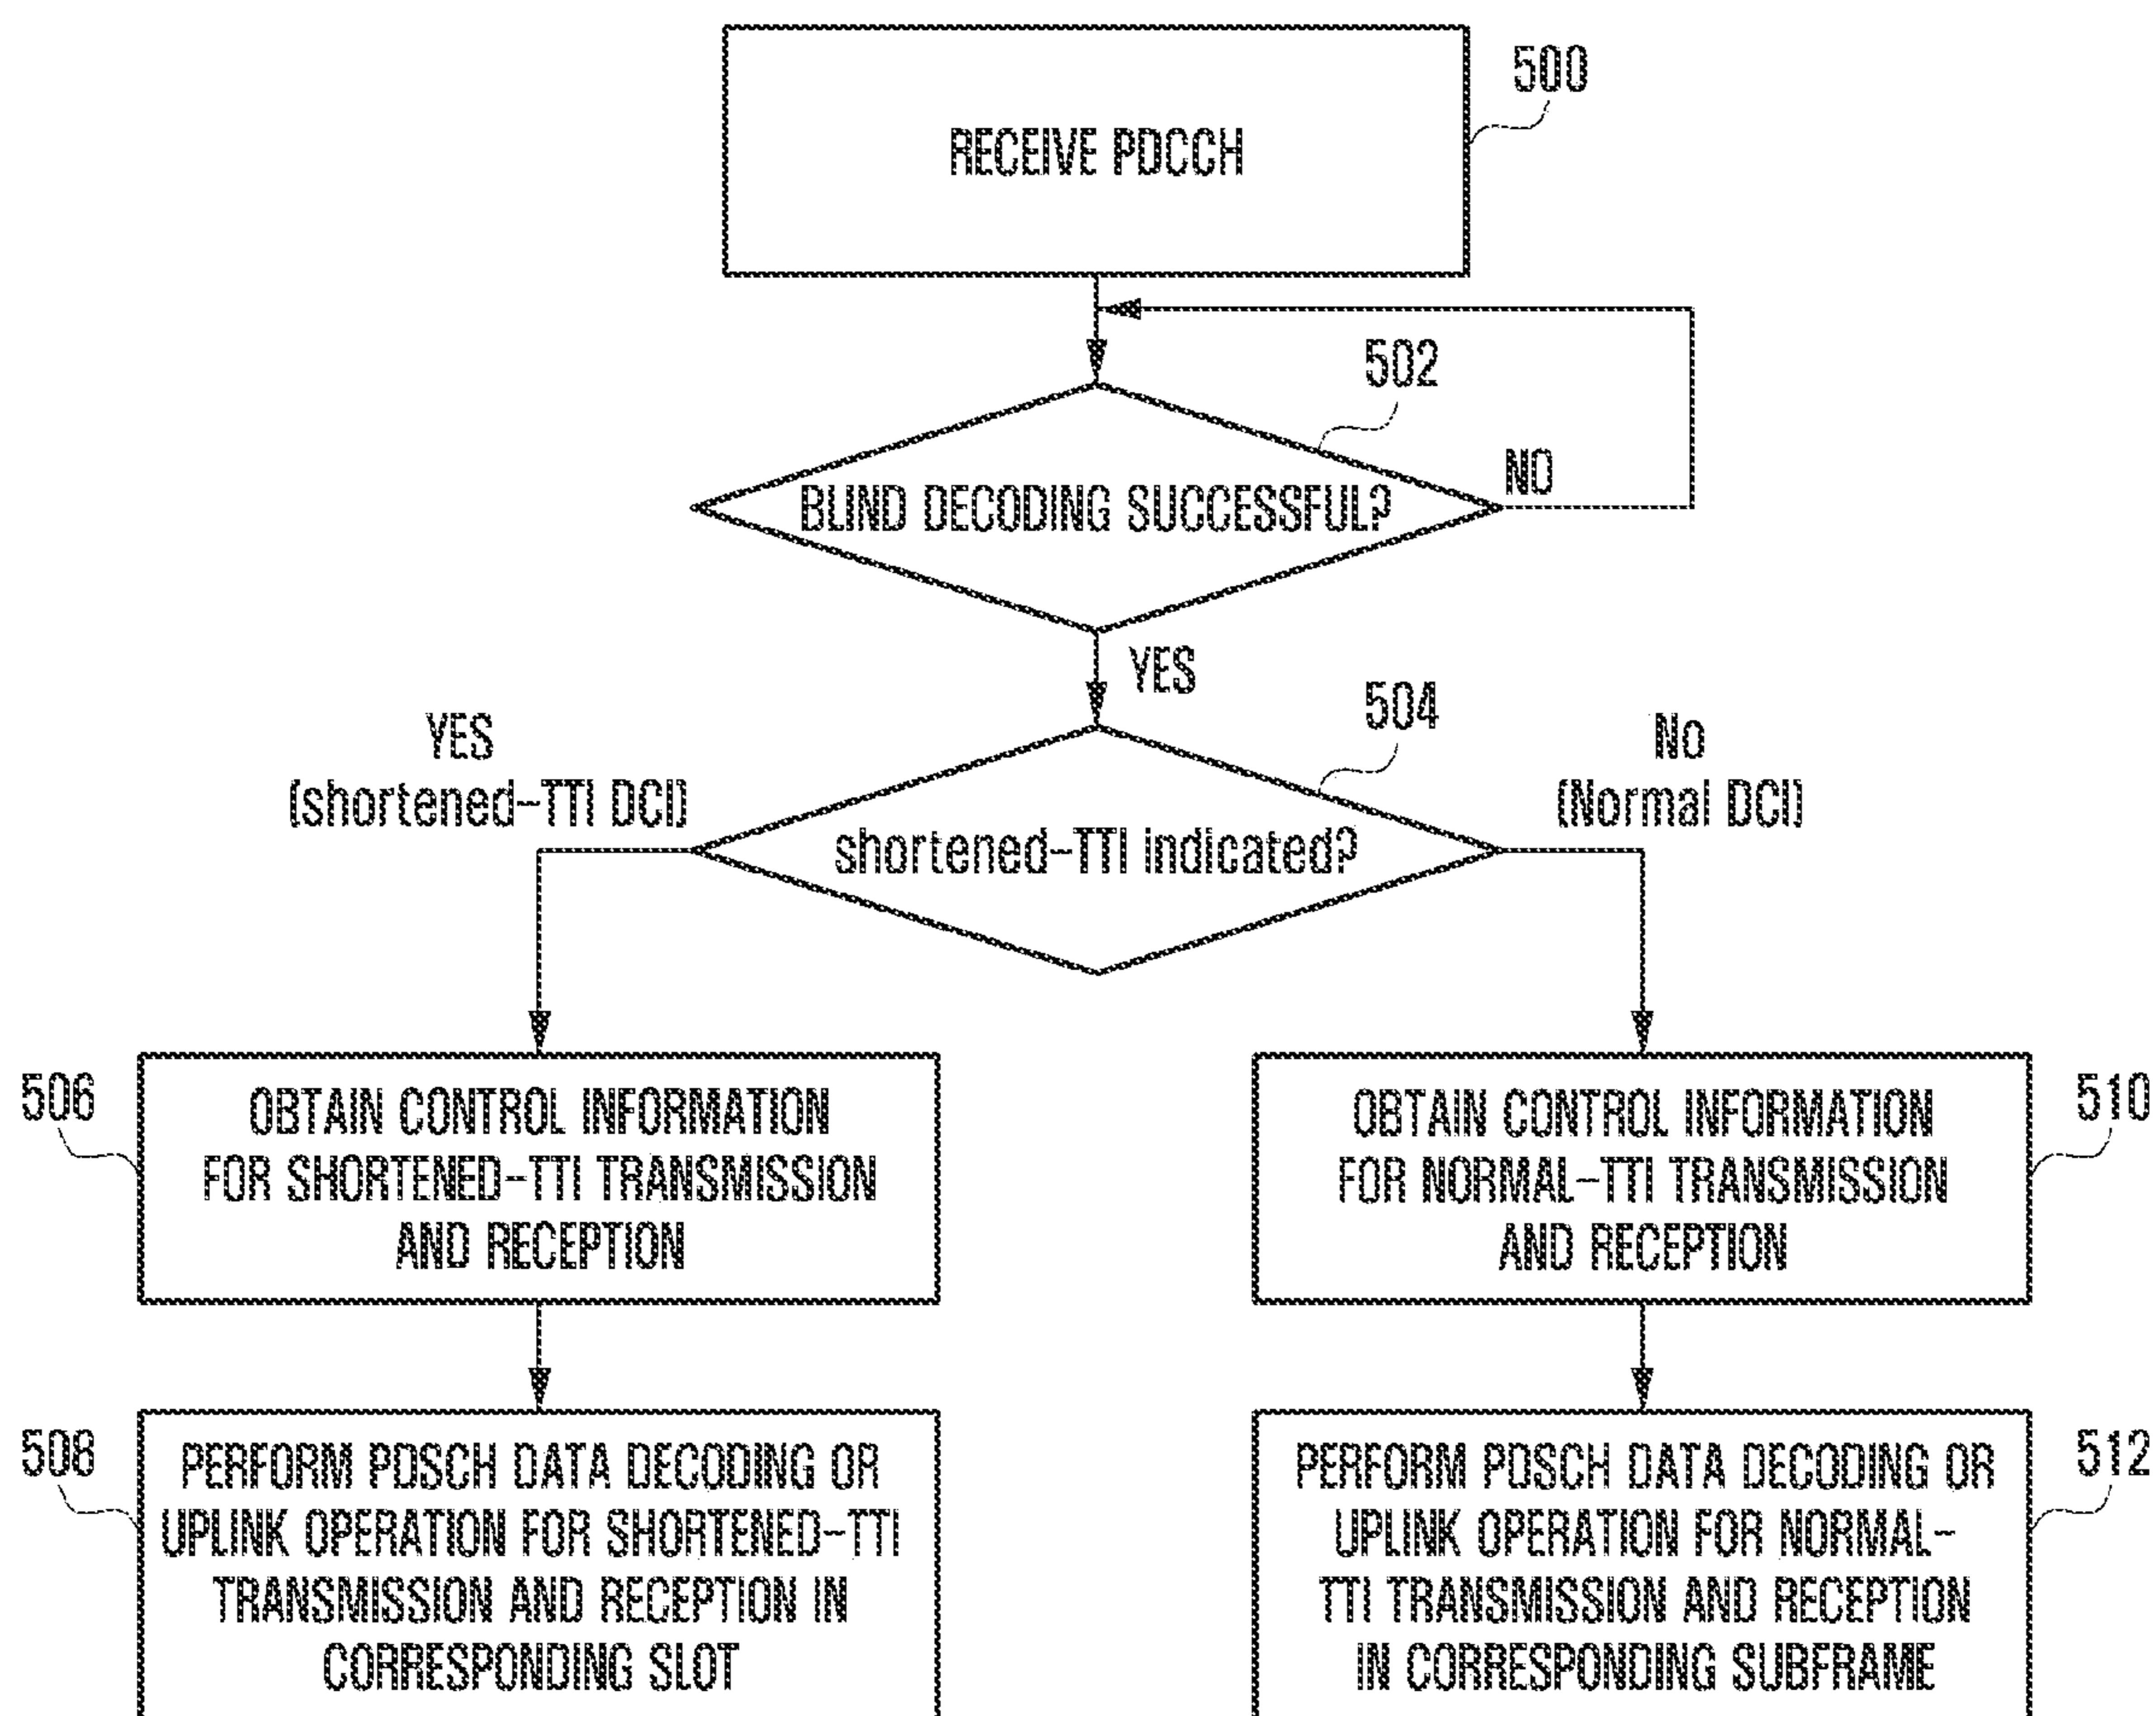 500
RECEIVE PDCCH
502
BLIND DECODING SUCCESSFUL?
NO
YES
504
YES
(shortened-TTI DCI)
No
(Normal DCI)
shortened-TTI indicated?
506
OBTAIN CONTROL INFORMATION
FOR SHORTENED-TTI TRANSMISSION
AND RECEPTION
510
OBTAIN CONTROL INFORMATION
FOR NORMAL-TTI TRANSMISSION
AND RECEPTION
508
PERFORM PDSCH DATA DECODING OR
UPLINK OPERATION FOR SHORTENED-TTI
TRANSMISSION AND RECEPTION IN
CORRESPONDING SLOT
512
PERFORM PDSCH DATA DECODING OR
UPLINK OPERATION FOR NORMAL-
TTI TRANSMISSION AND RECEPTION
IN CORRESPONDING SUBFRAME